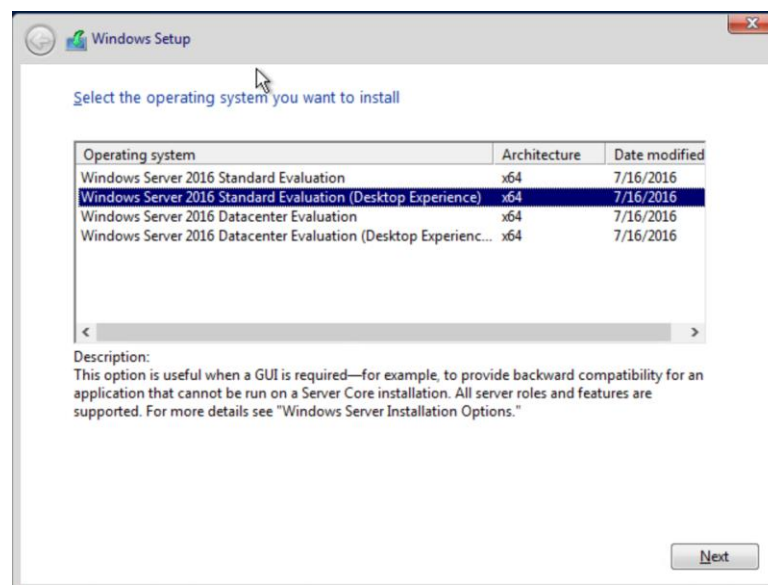 Windows Setup
Select the operating system you want to install
Operating system Architecture Date modified
Windows Server 2016 Standard Evaluation x64 7/16/2016
Windows Server 2016 Standard Evaluation (Desktop Experience) x64 7/16/2016
Windows Server 2016 Datacenter Evaluation x64 7/16/2016
Windows Server 2016 Datacenter Evaluation (Desktop Experienc... x64 7/16/2016
Description:
This option is useful when a GUI is required—for example, to provide backward compatibility for an
application that cannot be run on a Server Core installation. All server roles and features are
supported. For more details see "Windows Server Installation Options."
Next